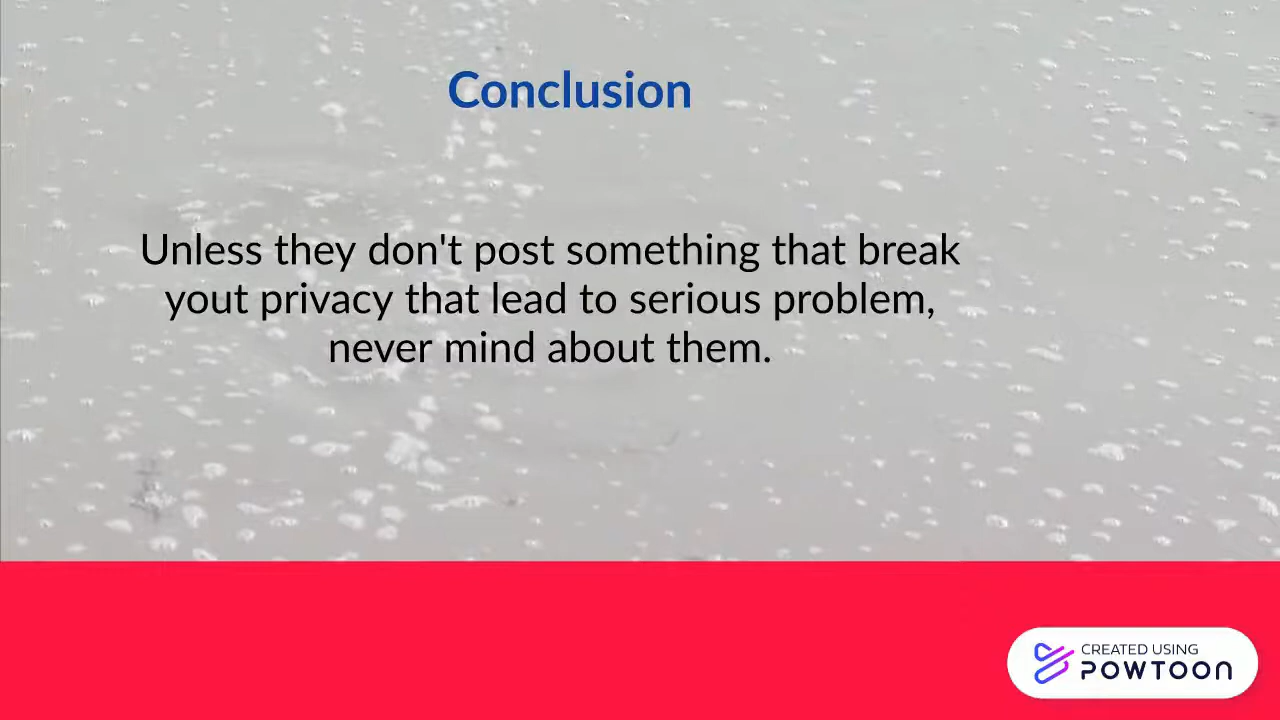 Conclusion
Unless they don't post something that break
yout privacy that lead to serious problem,
never mind about them.
CREATED USING
POWTOON